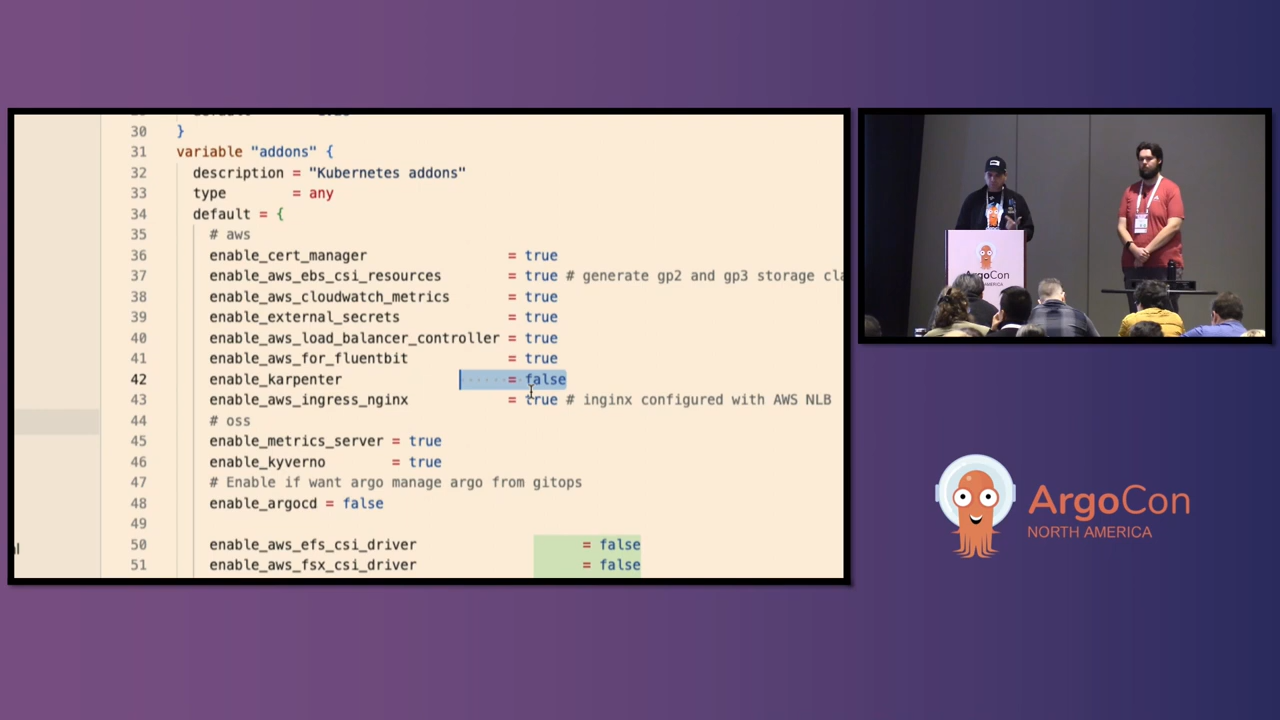 30 }
31 variable "addons" {
32 description = "Kubernetes addons"
33 type = any
34 default = {
35 # aws
36 enable_cert_manager = true
37 enable_aws_ebs_csi_resources = true # generate gp2 and gp3 storage cla
38 enable_aws_cloudwatch_metrics = true
39 enable_external_secrets = true
40 enable_aws_load_balancer_controller = true
41 enable_aws_for_fluentbit = true
42 enable_karpenter = false
43 enable_aws_ingress_nginx = true # inginx configured with AWS NLB
44 # oss
45 enable_metrics_server = true
46 enable_kyverno = true
47 # Enable if want argo manage argo from gitops
48 enable_argocd = false
49
50 enable_aws_efs_csi_driver = false
51 enable_aws_fsx_csi_driver = false
ArgoCon
ArgoCon
NORTH AMERICA